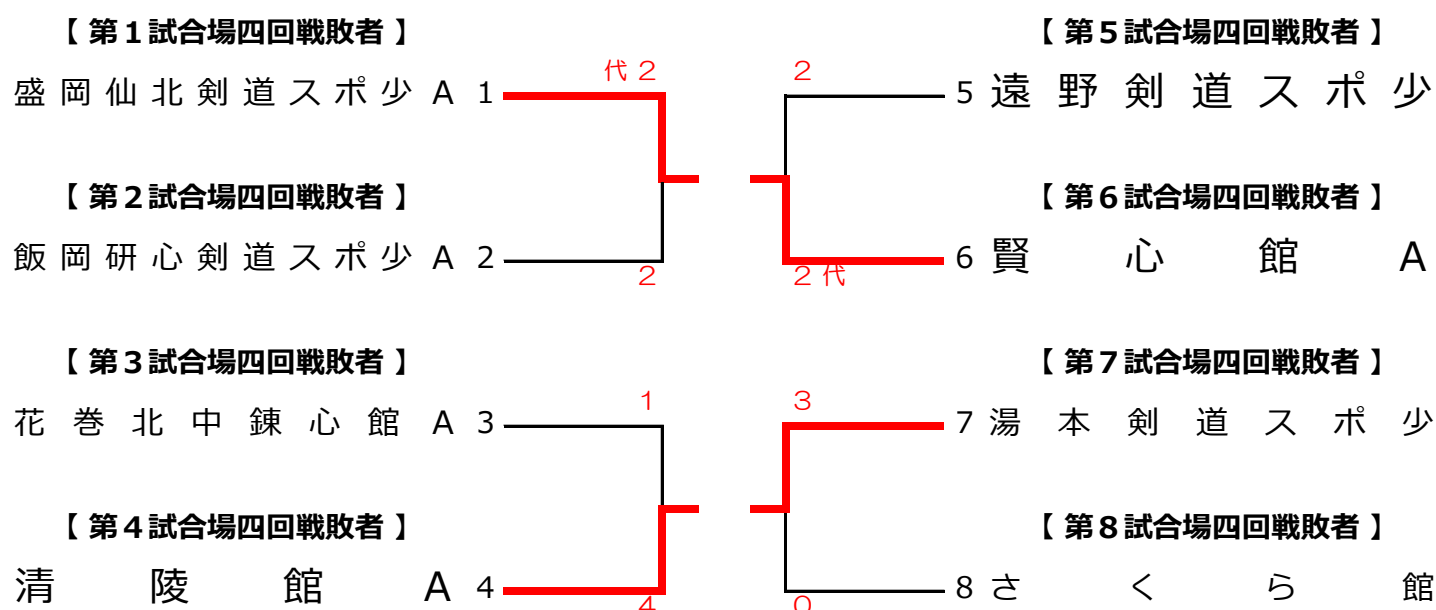 【 第１試合場四回戦敗者 】
代 ２
盛岡仙北剣道スポ少 A 1
【 第２試合場四回戦敗者 】
飯岡研心剣道スポ少 A 2
２
【 第３試合場四回戦敗者 】
１
花巻北中錬心館 A 3
【 第４試合場四回戦敗者 】
清陵館 A 4
４
【 第５試合場四回戦敗者 】
２
5 遠野剣道スポ少
【 第６試合場四回戦敗者 】
6 賢心館 A
２ 代
【 第７試合場四回戦敗者 】
３
7 湯本剣道スポ少
【 第８試合場四回戦敗者 】
8 さくら館
０